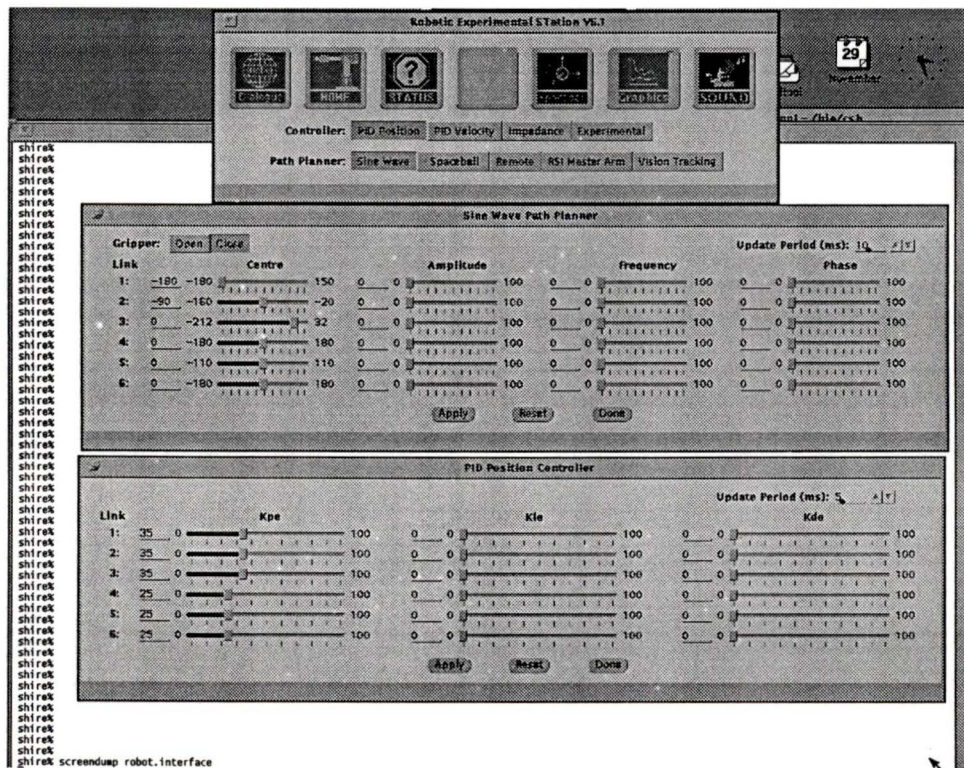 Robotic Experimental STation V6.1
HOME STATUS Graphics SQUAD
29
November
Controller: PID Position PID Velocity Impedance Experimental
Path Planner: Sine Wave Spaceball Remote RSI Master Arm Vision Tracking
Sine Wave Path Planner
Gripper: Open Close Update Period (ms): 10
Link Centre Amplitude Frequency Phase
1: -180 -180 150 0 0 100 0 0 100 0 0 100
2: -90 -160 -20 0 0 100 0 0 100 0 0 100
3: 0 -212 32 0 0 100 0 0 100 0 0 100
4: 0 -180 180 0 0 100 0 0 100 0 0 100
5: 0 -110 110 0 0 100 0 0 100 0 0 100
6: 0 -180 180 0 0 100 0 0 100 0 0 100
Apply Reset Done
PID Position Controller
Update Period (ms): 5
Link Kpe Kie Kde
1: 35 0 100 0 0 100 0 0 100
2: 35 0 100 0 0 100 0 0 100
3: 35 0 100 0 0 100 0 0 100
4: 25 0 100 0 0 100 0 0 100
5: 25 0 100 0 0 100 0 0 100
6: 25 0 100 0 0 100 0 0 100
Apply Reset Done
shire%
shire% screendump robot.interface